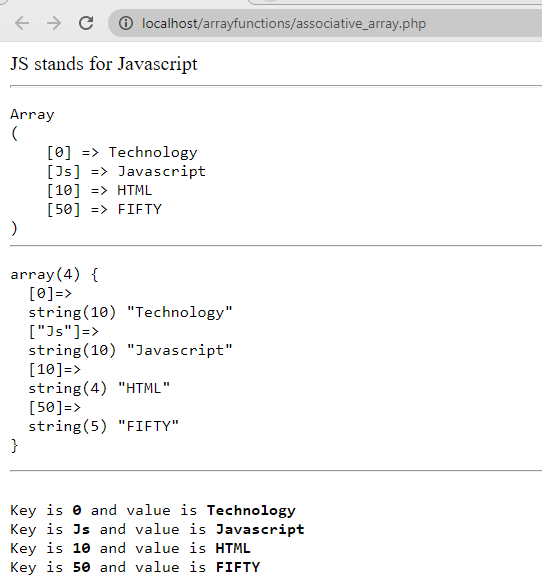 localhost/arrayfunctions/associative_array.php
JS stands for Javascript
Array
(
    [0] => Technology
    [Js] => Javascript
    [10] => HTML
    [50] => FIFTY
)
array(4) {
  [0]=>
  string(10) "Technology"
  ["Js"]=>
  string(10) "Javascript"
  [10]=>
  string(4) "HTML"
  [50]=>
  string(5) "FIFTY"
}
Key is 0 and value is Technology
Key is Js and value is Javascript
Key is 10 and value is HTML
Key is 50 and value is FIFTY